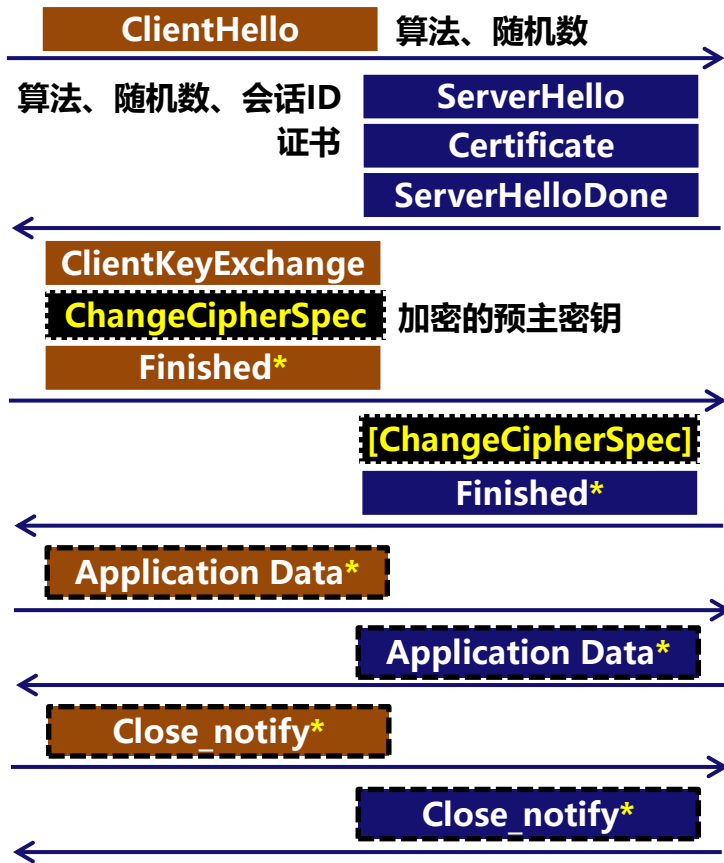 ClientHello 算法、随机数
算法、随机数、会话ID ServerHello
证书 Certificate
ServerHelloDone
ClientKeyExchange
ChangeCipherSpec 加密的预主密钥
Finished*
[ChangeCipherSpec]
Finished*
Application Data*
Application Data*
Close_notify*
Close_notify*